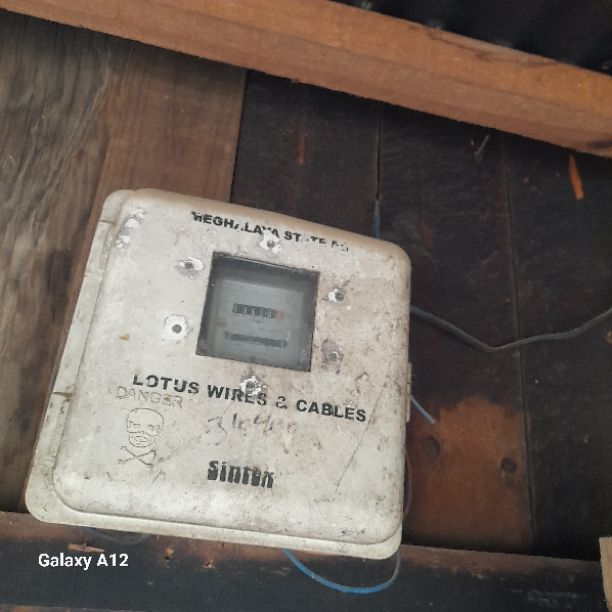 MEGHALAYA STATE
LOTUS WIRES & CABLES
DANGER
Sintex
Galaxy A12